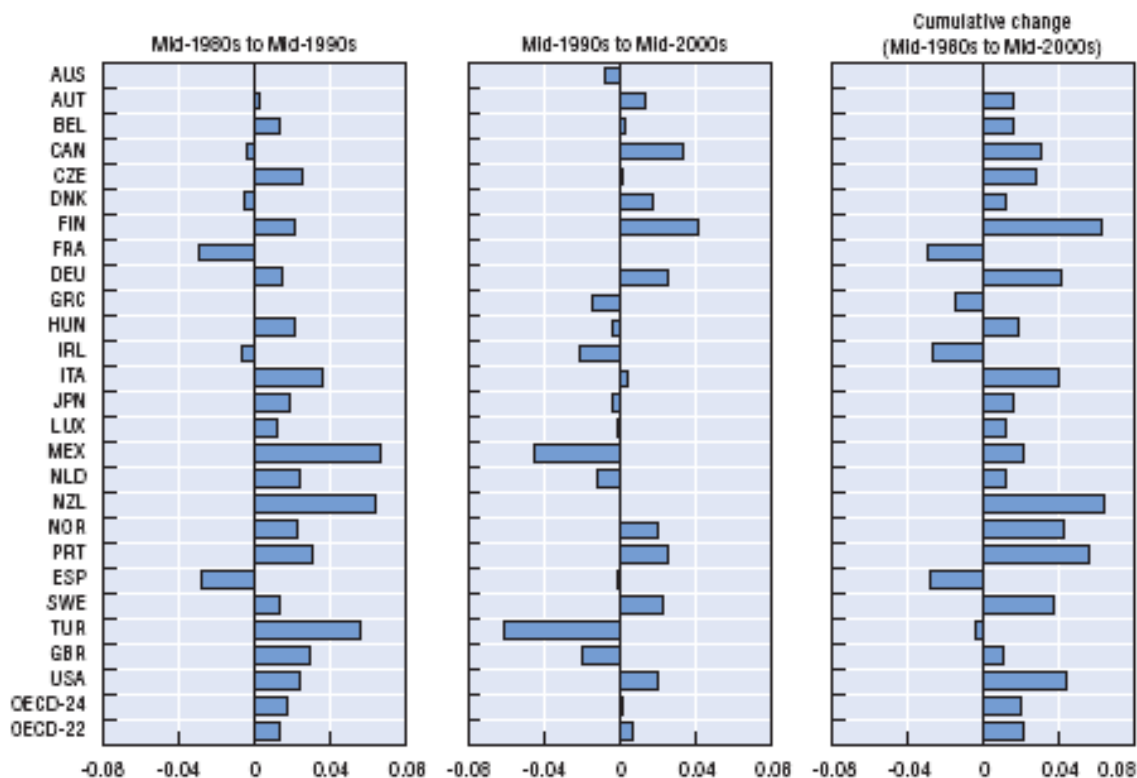 Cumulative change
Mid-1980s to Mid-1990s
Mid-1990s to Mid-2000s
(Mid-1980s to Mid-2000s)
AUS
AUT
BEL
CAN
CZE
DNK
FIN
FRA
DEU
GRC
HUN
IRL
ITA
JPN
LUX
MEX
NLD
NZL
NOR
PRT
ESP
SWE
TUR
GBR
USA
OECD-24
OECD-22
-0.08 -0.04 0 0.04 0.08 -0.08 -0.04 0 0.04 0.08 -0.08 -0.04 0 0.04 0.08